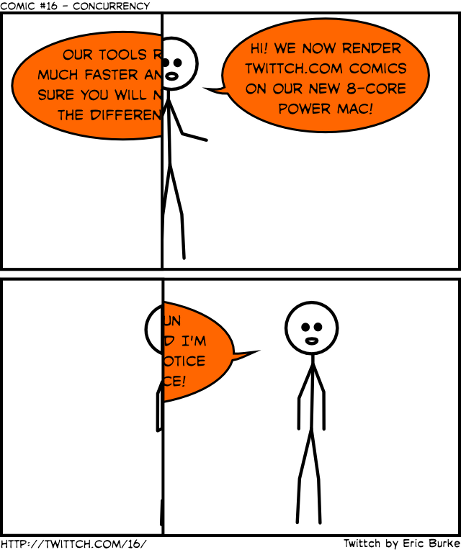 COMIC #16 – CONCURRENCY
OUR TOOLS R
MUCH FASTER AN
SURE YOU WILL N
THE DIFFEREN
HI! WE NOW RENDER
TWITTCH.COM COMICS
ON OUR NEW 8-CORE
POWER MAC!
UN
D I'M
OTICE
CE!
HTTP://TWITTCH.COM/16/
Twittch by Eric Burke